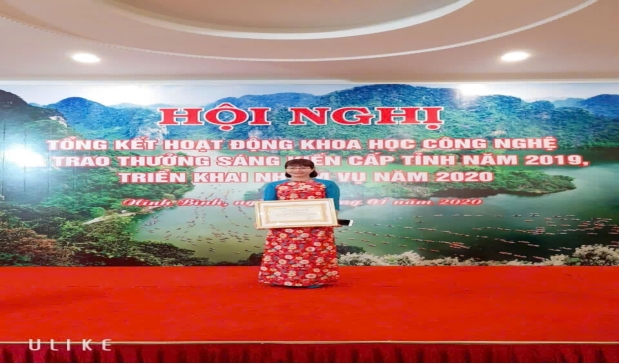 HỘI NGHỊ
TỔNG KẾT HOẠT ĐỘNG KHOA HỌC CÔNG NGHỆ
TRAO THƯỞNG SÁNG CẤP TỈNH NĂM 2019,
TRIỂN KHAI VỤ NĂM 2020
Ninh Bình, 01 năm 2020
ULIKE